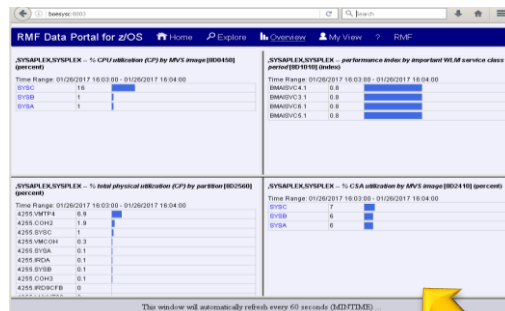 boesysc:8803
Search
RMF Data Portal for z/OS Home Explore Overview My View ? RMF
,SYSAPLEX,SYSPLEX -- % CPU utilization (CP) by MVS image [8D0450]
(percent)
Time Range: 01/26/2017 16:03:00 - 01/26/2017 16:04:00
SYSC 16
SYSB 1
SYSA 1
,SYSAPLEX,SYSPLEX -- performance index by important WLM service class
period [8D1050] (index)
Time Range: 01/26/2017 16:03:00 - 01/26/2017 16:04:00
BMAISVC4.1 0.8
BMAISVC3.1 0.8
BMAISVC6.1 0.8
BMAISVC5.1 0.8
,SYSAPLEX,SYSPLEX -- % total physical utilization (CP) by partition [8D2560]
(percent)
Time Range: 01/26/2017 16:03:00 - 01/26/2017 16:04:00
4255.VMTP4 6.9
4255.COH2 1.9
4255.SYSC 1
4255.VMCOH 0.3
4255.SYSA 0.1
4255.IRDA 0.1
4255.SYSB 0.1
4255.COH3 0.1
4255.IRD9CFB 0
,SYSAPLEX,SYSPLEX -- % CSA utilization by MVS image [8D2410] (percent)
Time Range: 01/26/2017 16:03:00 - 01/26/2017 16:04:00
SYSC 7
SYSB 6
SYSA 6
This window will automatically refresh every 60 seconds (MINTIME) ...